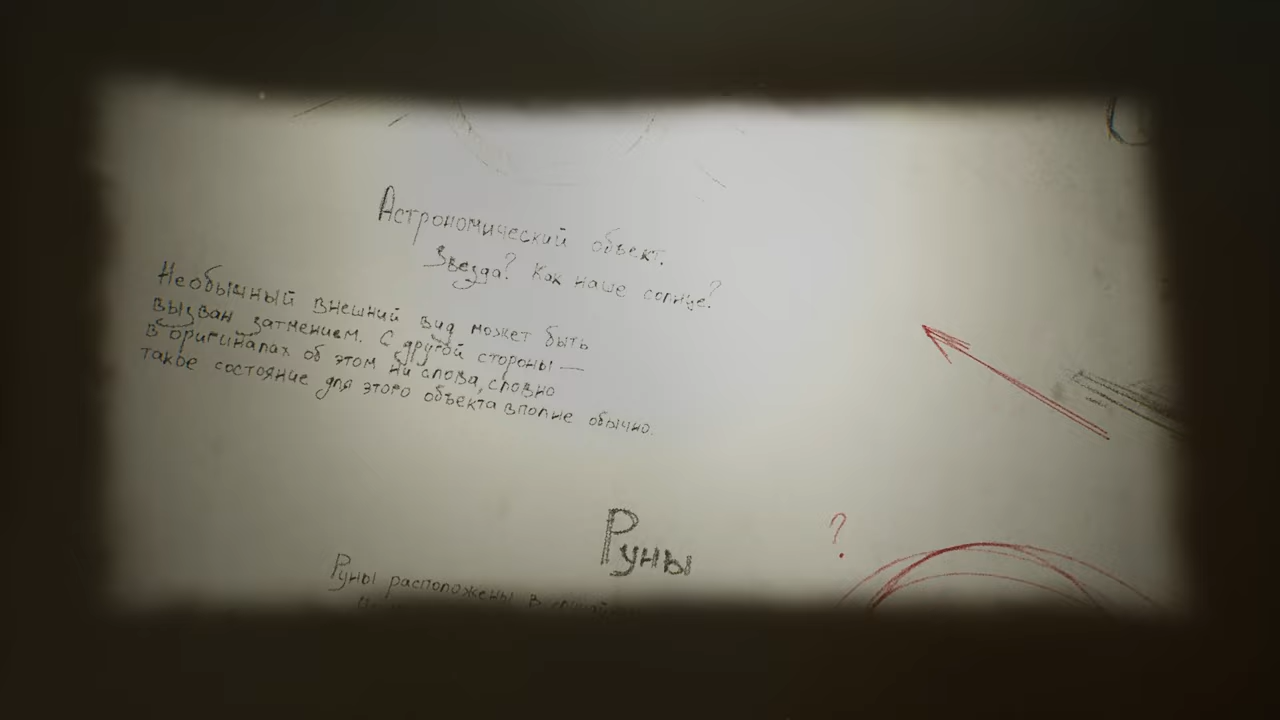 Астрономический объект.
Звезда? Как наше солнце?
Необычный внешний вид может быть
вызван затмением. С другой стороны —
в оригиналах об этом ни слова, словно
такое состояние для этого объекта вполне обычно.
Руны
?
Руны расположены в